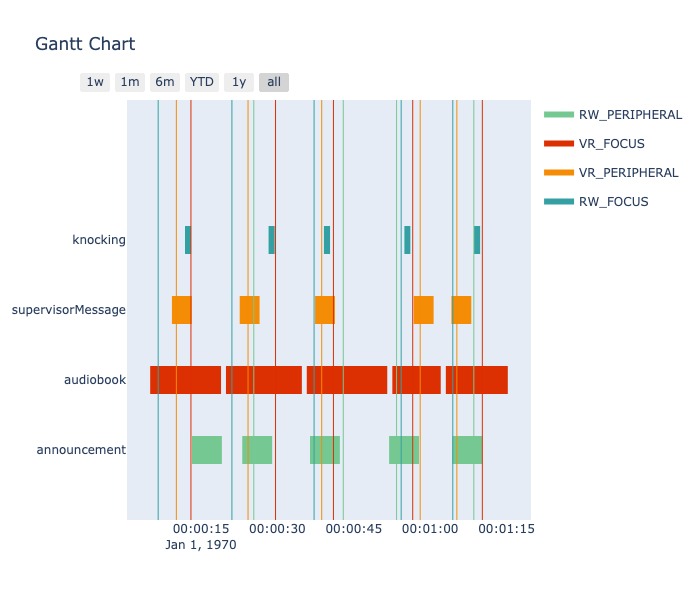 Gantt Chart
1w 1m 6m YTD 1y all
RW_PERIPHERAL
VR_FOCUS
VR_PERIPHERAL
RW_FOCUS
knocking
supervisorMessage
audiobook
announcement
00:00:15 00:00:30 00:00:45 00:01:00 00:01:15
Jan 1, 1970